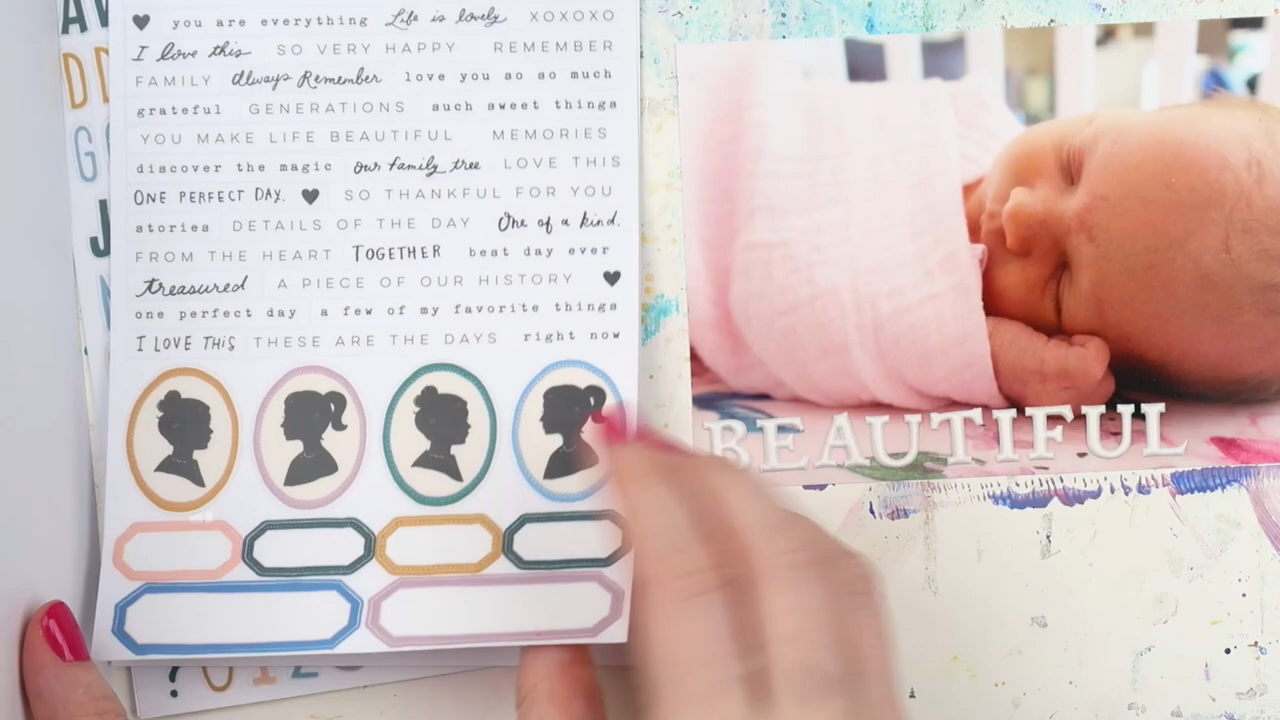 you are everything Life is lovely XOXOXO
I love this SO VERY HAPPY REMEMBER
FAMILY Always Remember love you so so much
grateful GENERATIONS such sweet things
YOU MAKE LIFE BEAUTIFUL MEMORIES
discover the magic our family tree LOVE THIS
ONE PERFECT DAY. SO THANKFUL FOR YOU
stories DETAILS OF THE DAY One of a kind.
FROM THE HEART TOGETHER best day ever
treasured A PIECE OF OUR HISTORY
one perfect day a few of my favorite things
I LOVE THiS THESE ARE THE DAYS right now
BEAUTIFUL